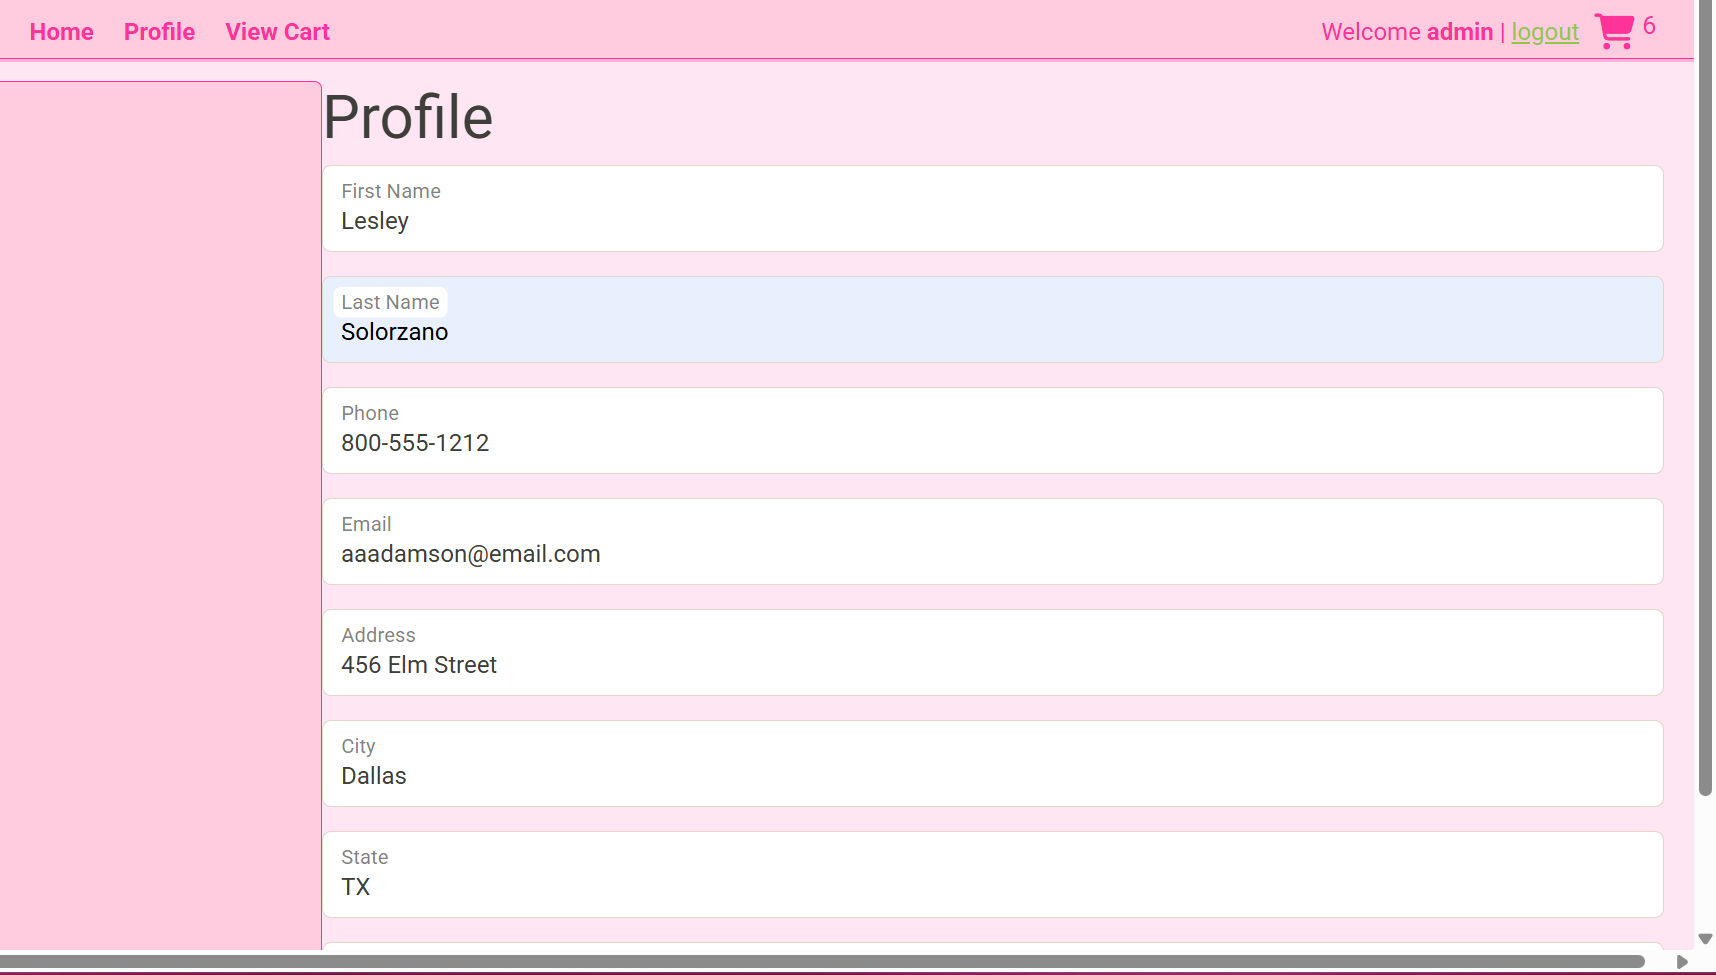 Home Profile View Cart Welcome admin | logout 6
Profile
First Name
Lesley
Last Name
Solorzano
Phone
800-555-1212
Email
aaadamson@email.com
Address
456 Elm Street
City
Dallas
State
TX